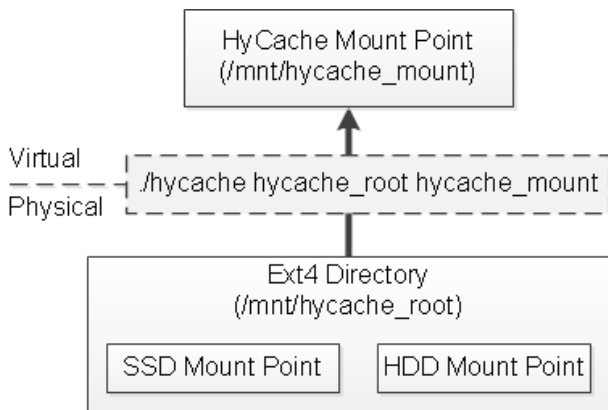 HyCache Mount Point
(/mnt/hycache_mount)
Virtual
./hycache hycache_root hycache_mount
Physical
Ext4 Directory
(/mnt/hycache_root)
SSD Mount Point
HDD Mount Point